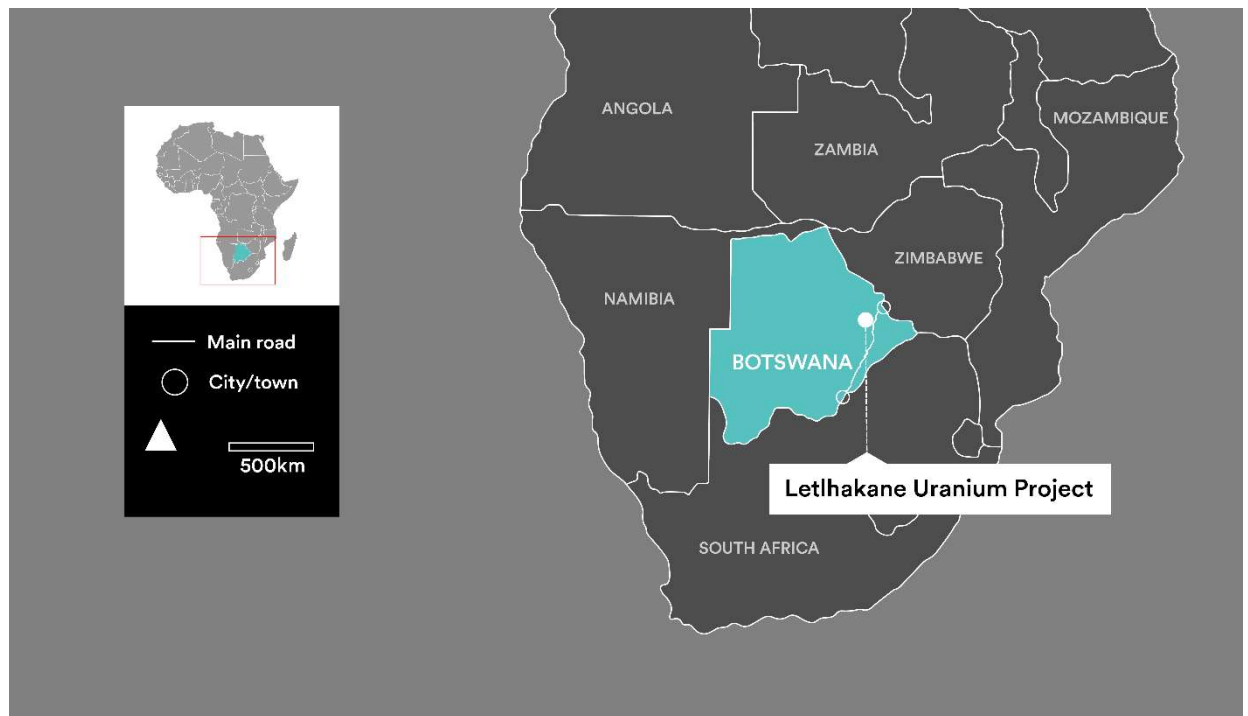 ANGOLA
MOZAMBIQUE
ZAMBIA
ZIMBABWE
NAMIBIA
Main road
City/town
500km
BOTSWANA
Letlhakane Uranium Project
SOUTH AFRICA